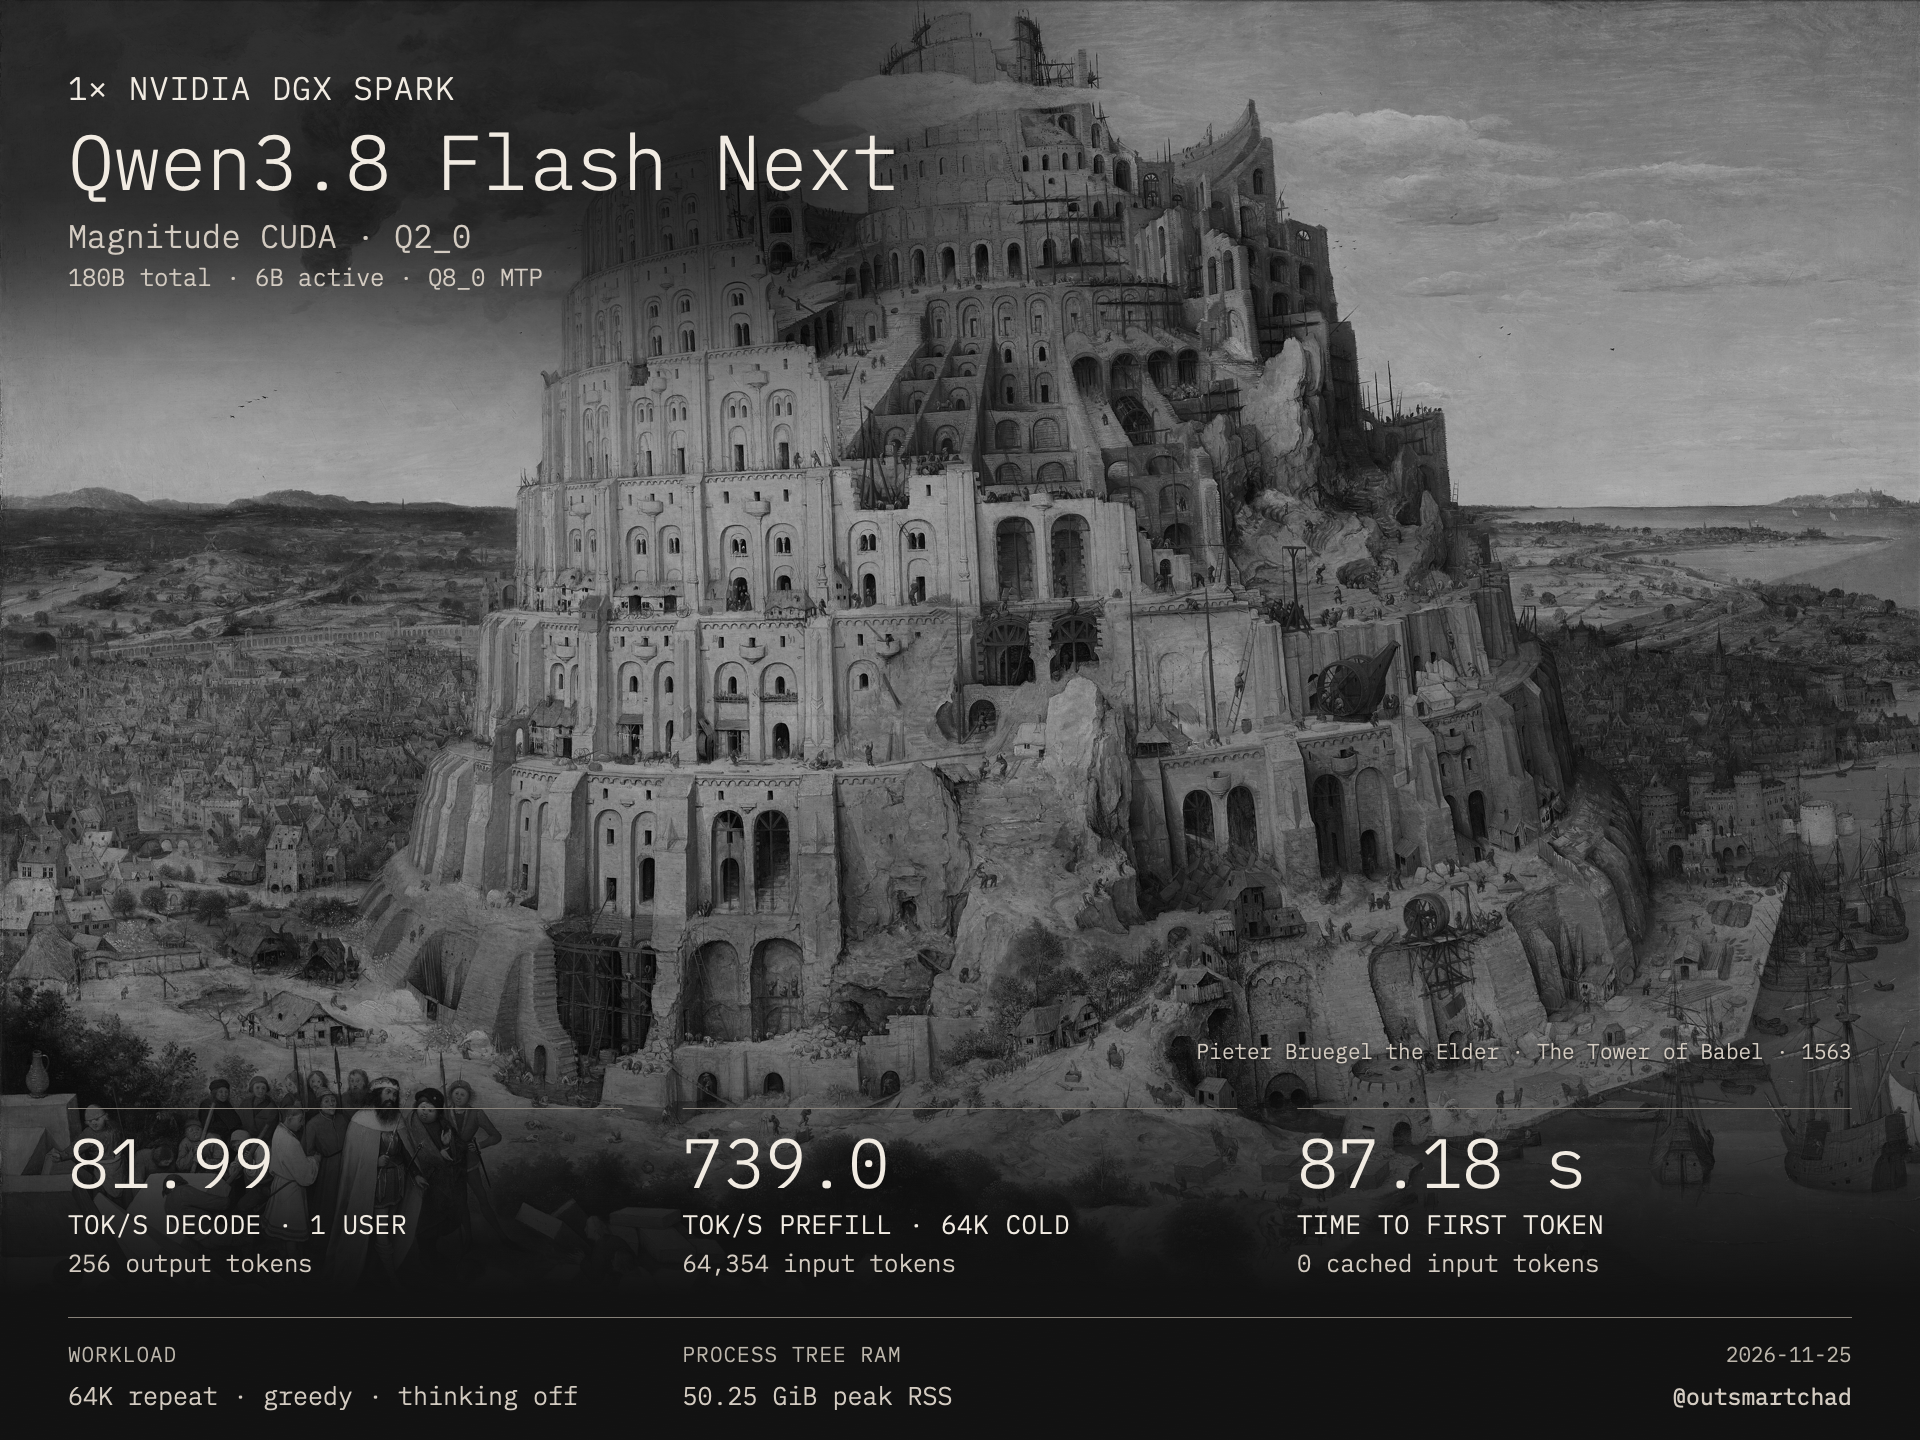 1× NVIDIA DGX SPARK
Qwen3.8 Flash Next
Magnitude CUDA · Q2_0
180B total · 6B active · Q8_0 MTP
Pieter Bruegel the Elder · The Tower of Babel · 1563
81.99
TOK/S DECODE · 1 USER
256 output tokens
739.0
TOK/S PREFILL · 64K COLD
64,354 input tokens
87.18 s
TIME TO FIRST TOKEN
0 cached input tokens
WORKLOAD
64K repeat · greedy · thinking off
PROCESS TREE RAM
50.25 GiB peak RSS
2026-11-25
@outsmartchad